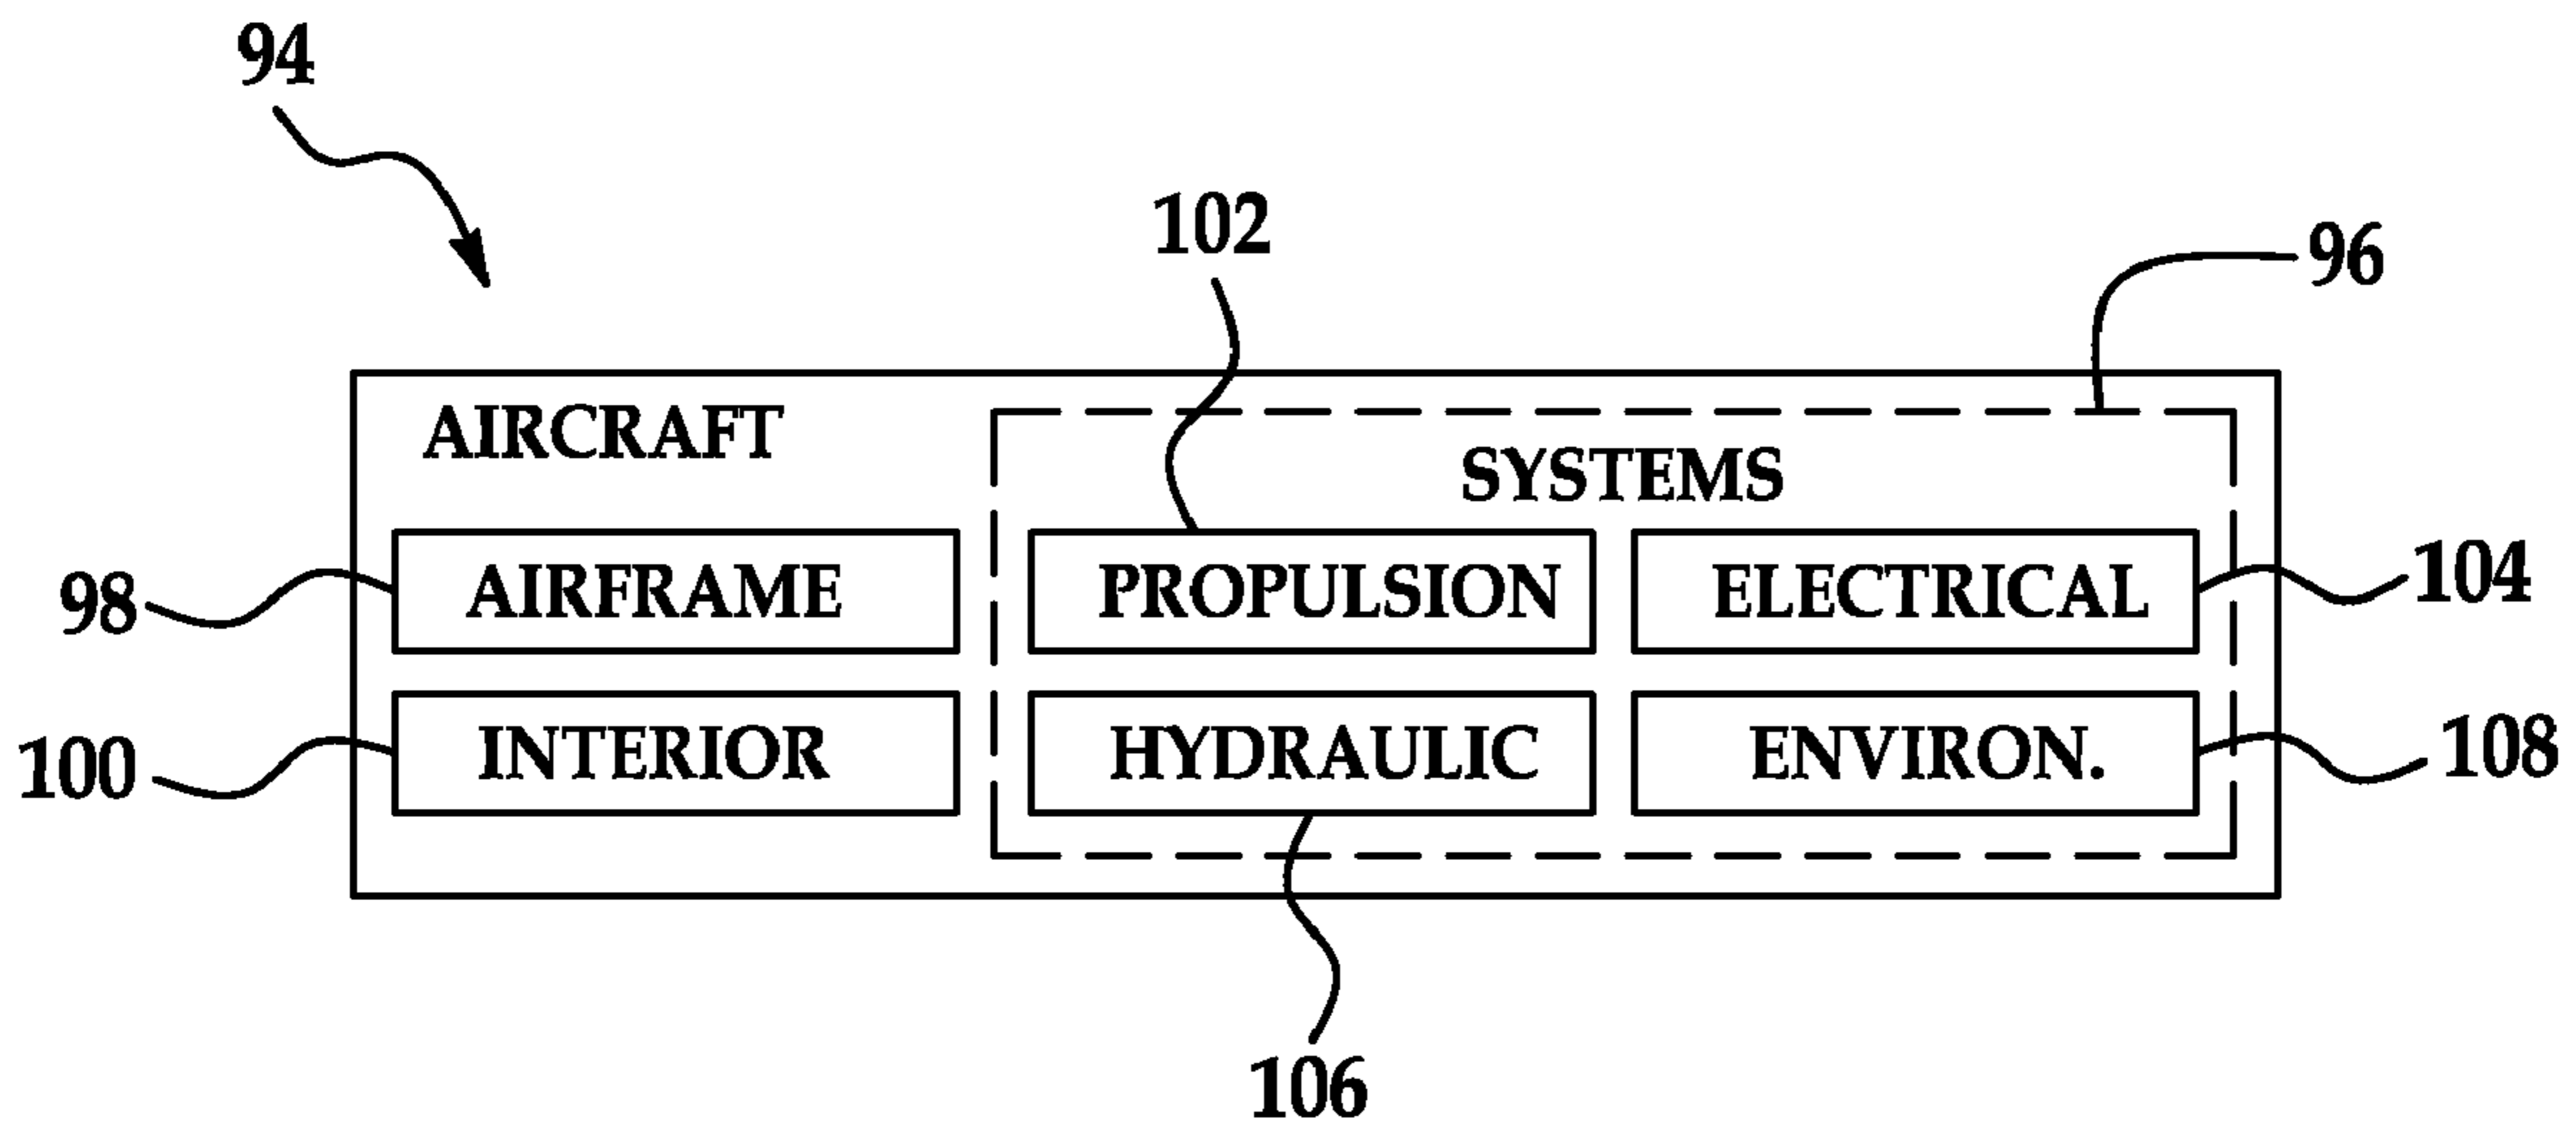 94
102
96
AIRCRAFT
SYSTEMS
98
AIRFRAME
PROPULSION
ELECTRICAL
104
100
INTERIOR
HYDRAULIC
ENVIRON.
108
106